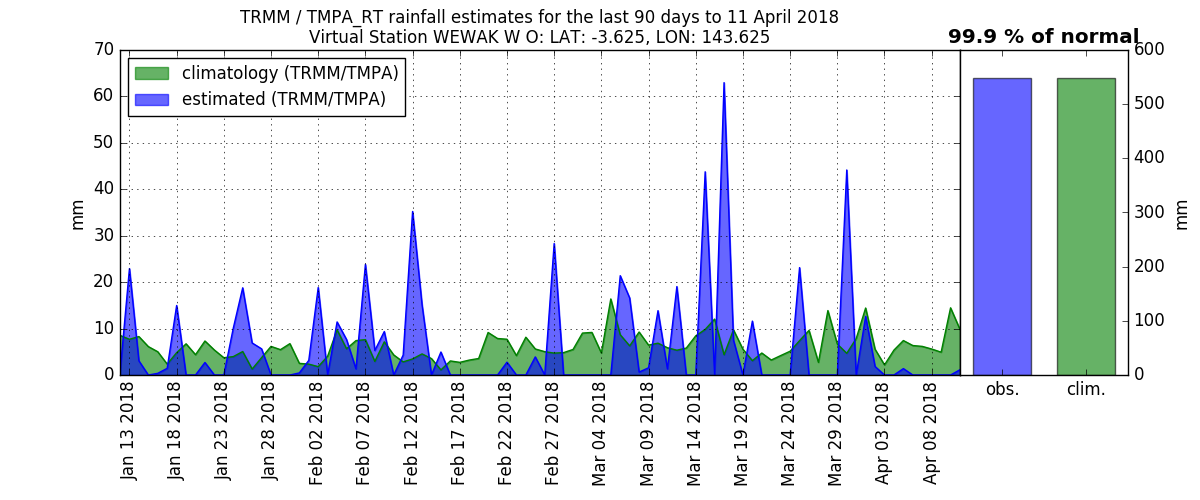 TRMM / TMPA_RT rainfall estimates for the last 90 days to 11 April 2018
Virtual Station WEWAK W O: LAT: -3.625, LON: 143.625
99.9 % of normal
climatology (TRMM/TMPA)
estimated (TRMM/TMPA)
70
60
50
40
30
20
10
0
mm
Jan 13 2018
Jan 18 2018
Jan 23 2018
Jan 28 2018
Feb 02 2018
Feb 07 2018
Feb 12 2018
Feb 17 2018
Feb 22 2018
Feb 27 2018
Mar 04 2018
Mar 09 2018
Mar 14 2018
Mar 19 2018
Mar 24 2018
Mar 29 2018
Apr 03 2018
Apr 08 2018
obs.
clim.
600
500
400
300
200
100
0
mm